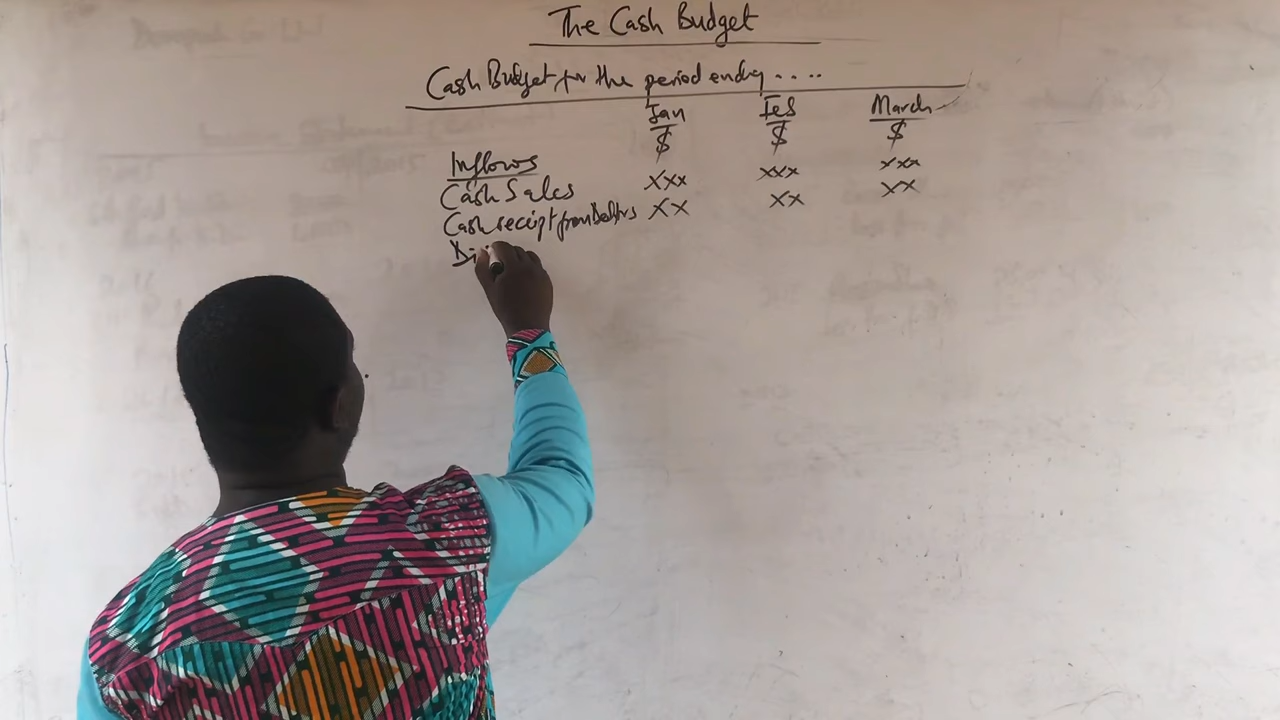 The Cash Budget
Cash Budget for the period ending ....
Jan Feb March
$ $ $
Inflows
Cash Sales xxx xxx xxx
Cash receipt from Debtors xx xx xx
Di